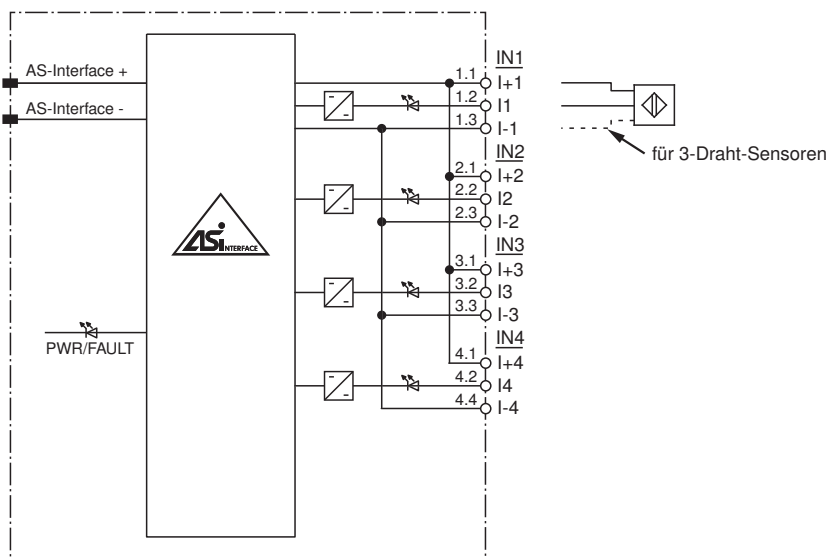 AS-Interface +
AS-Interface -
ASi INTERFACE
PWR/FAULT
IN1
1.1 I+1
1.2 I1
1.3 I-1
IN2
2.1 I+2
2.2 I2
2.3 I-2
IN3
3.1 I+3
3.2 I3
3.3 I-3
IN4
4.1 I+4
4.2 I4
4.4 I-4
für 3-Draht-Sensoren